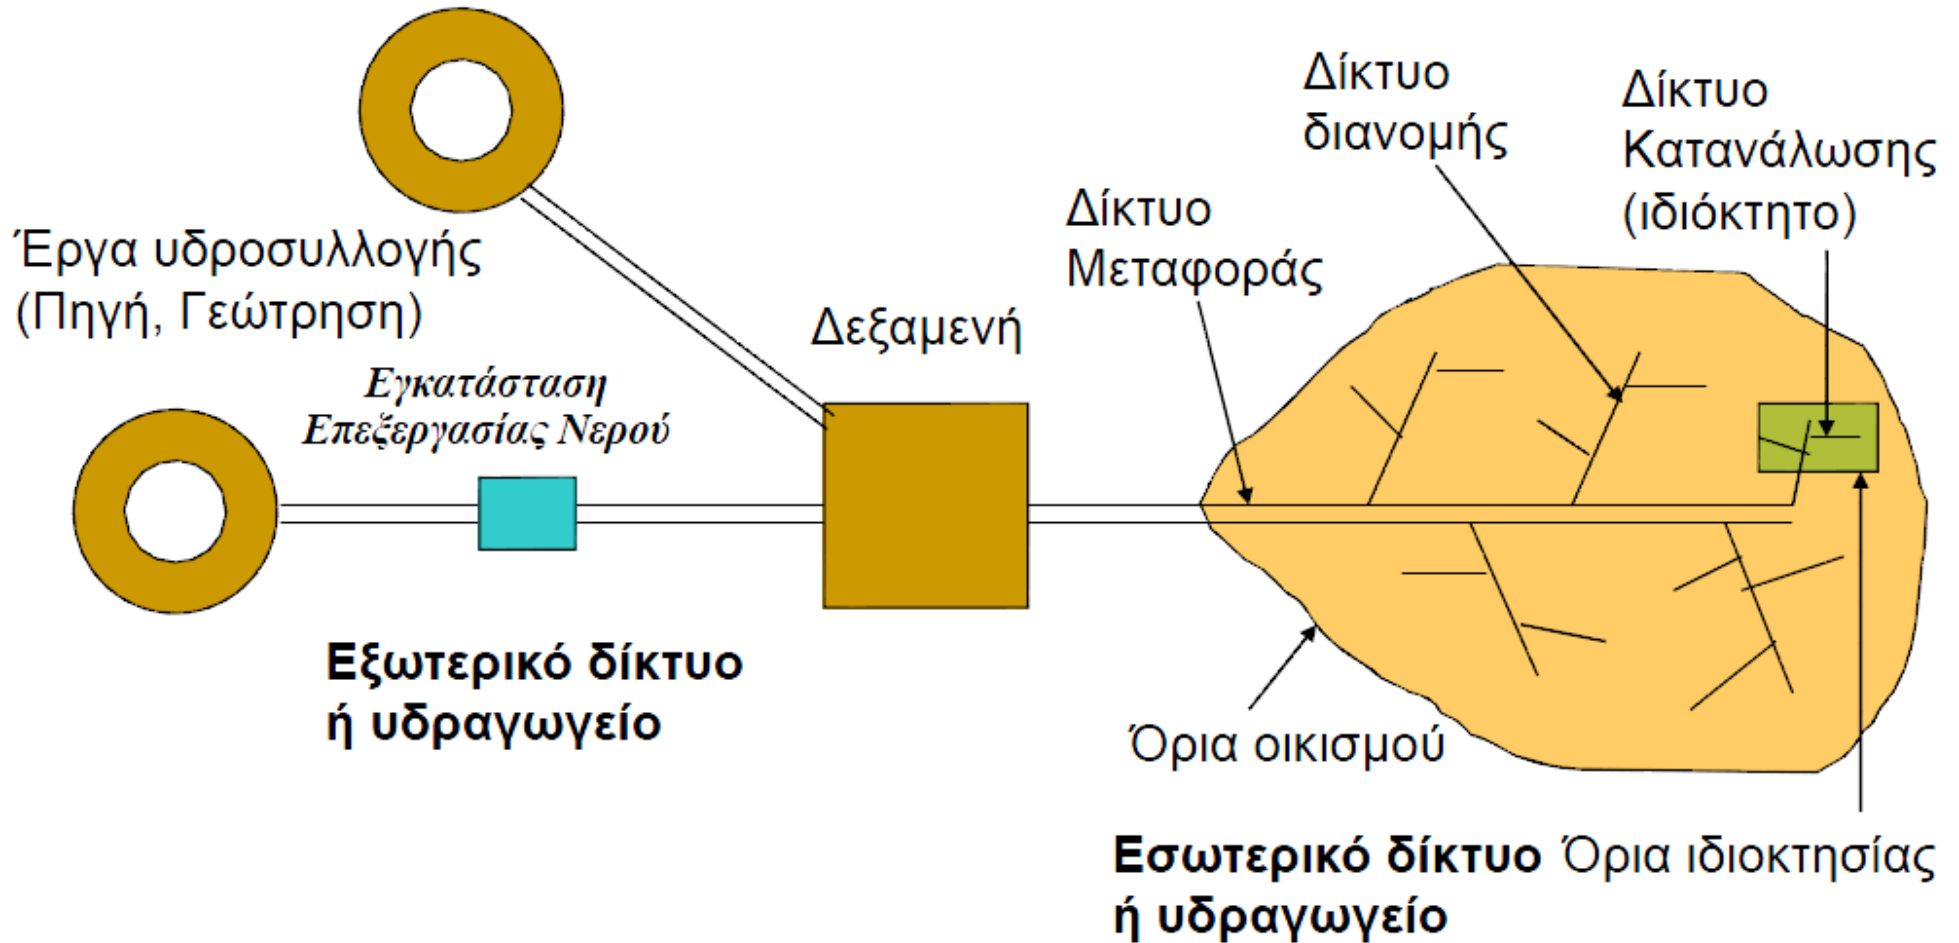 Έργα υδροσυλλογής
(Πηγή, Γεώτρηση)
Εγκατάσταση
Επεξεργασίας Νερού
Δεξαμενή
Δίκτυο
Μεταφοράς
Δίκτυο
διανομής
Δίκτυο
Κατανάλωσης
(ιδιόκτητο)
Εξωτερικό δίκτυο
ή υδραγωγείο
Όρια οικισμού
Εσωτερικό δίκτυο
ή υδραγωγείο
Όρια ιδιοκτησίας